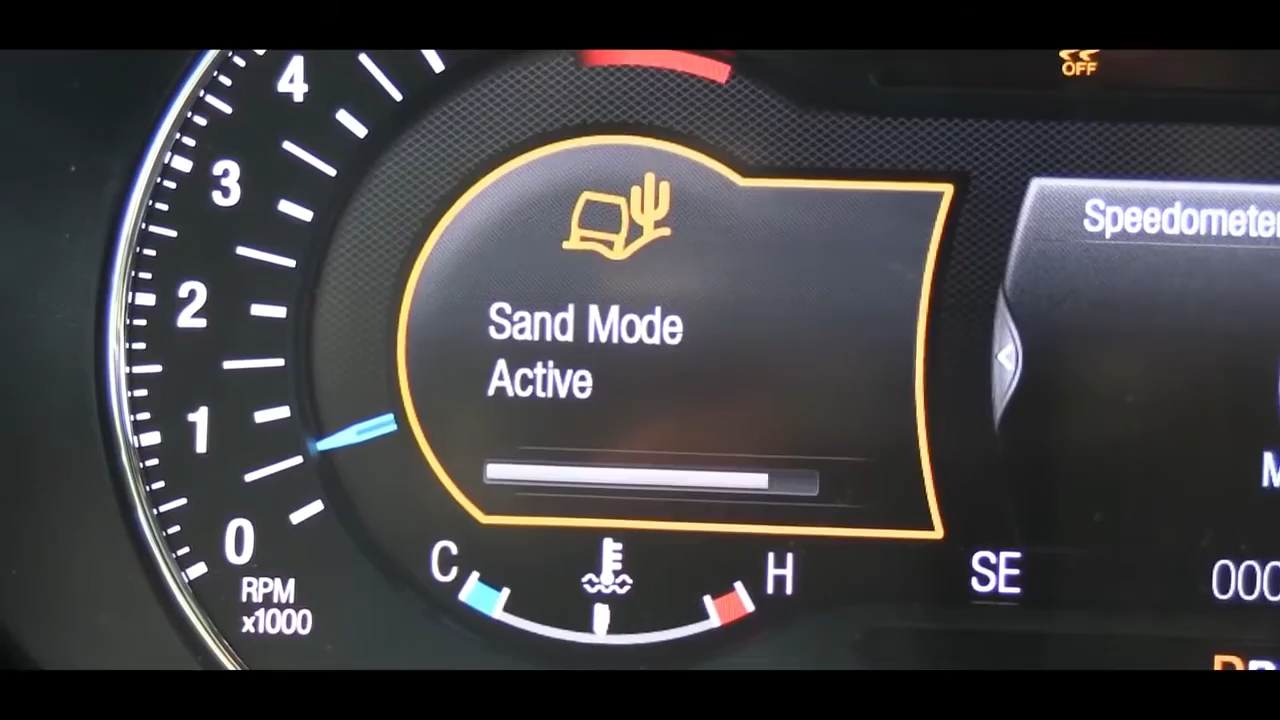 4
3
2
1
0
RPM
x1000
OFF
Sand Mode
Active
Speedometer
C
H
SE
000